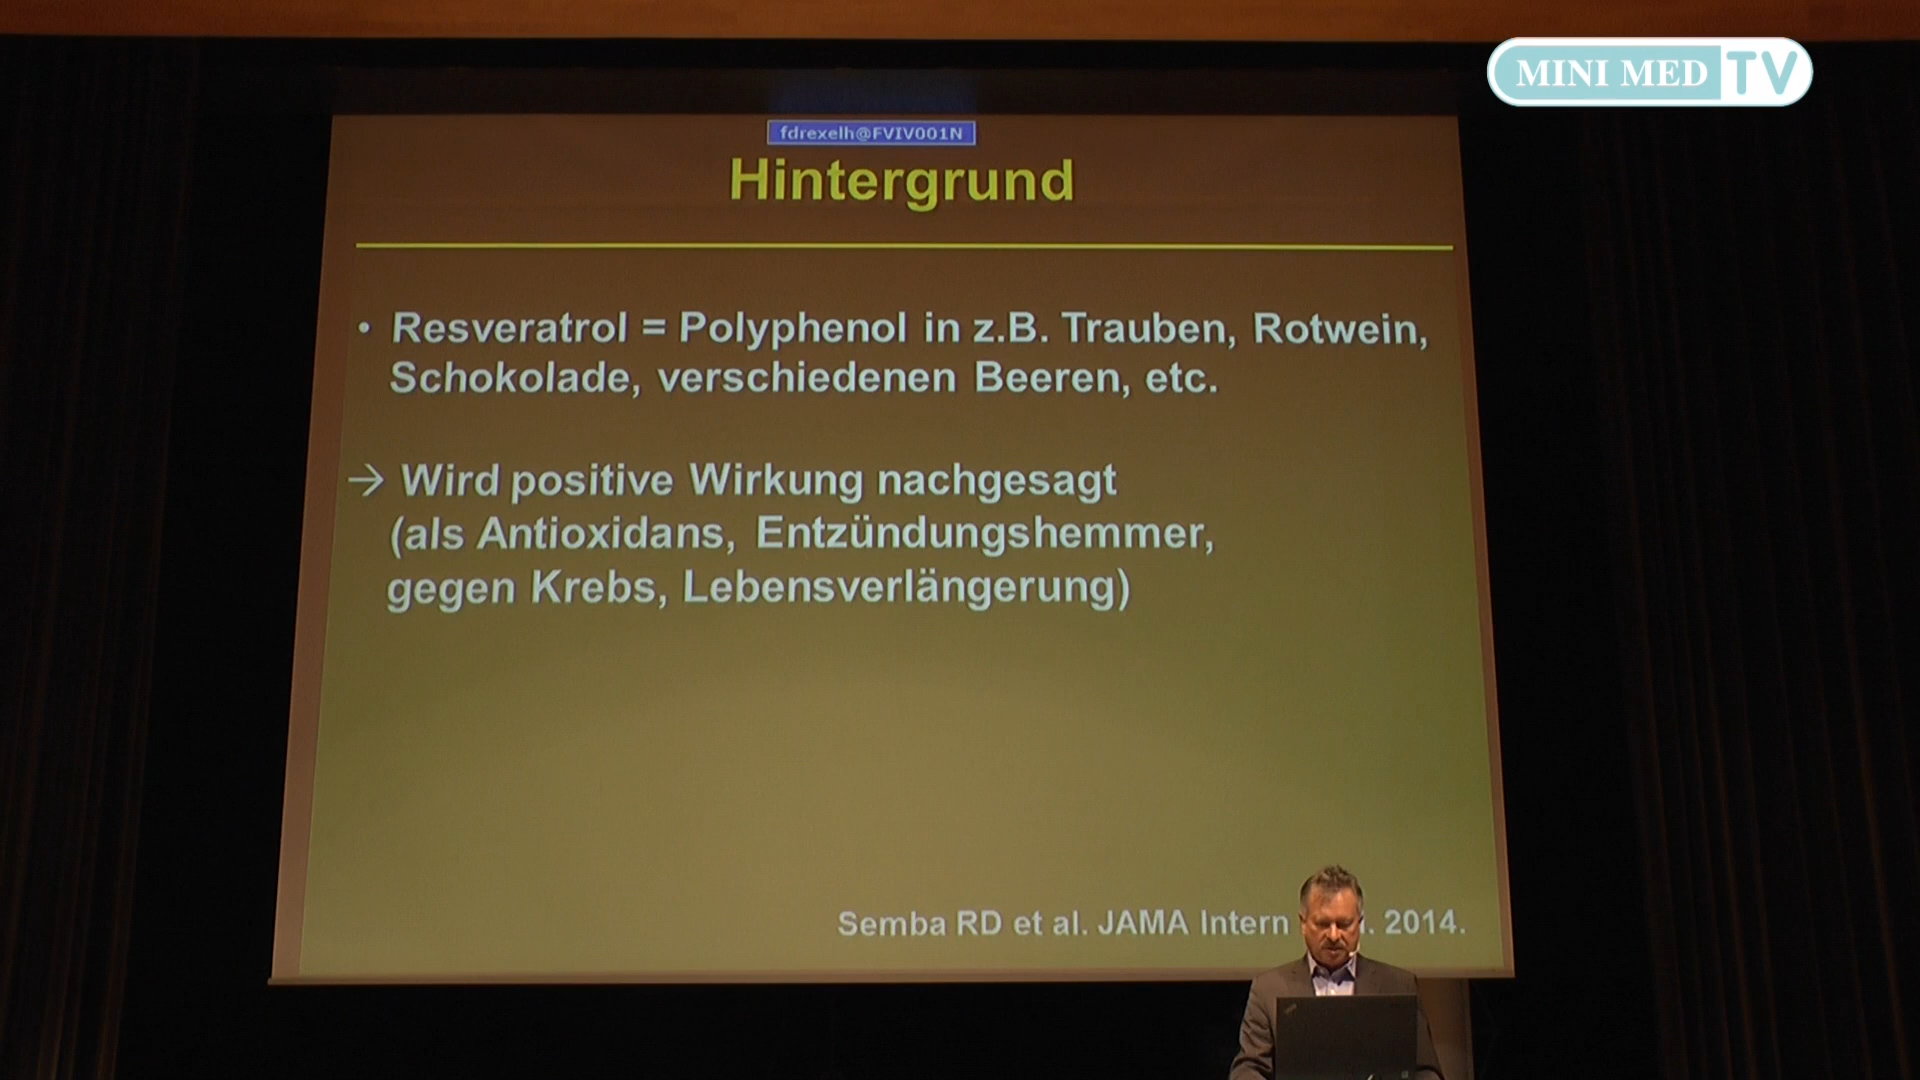 MINI MED TV
fdrexelh@FVIV001N
Hintergrund
• Resveratrol = Polyphenol in z.B. Trauben, Rotwein,
Schokolade, verschiedenen Beeren, etc.
→ Wird positive Wirkung nachgesagt
(als Antioxidans, Entzündungshemmer,
gegen Krebs, Lebensverlängerung)
Semba RD et al. JAMA Intern . 2014.